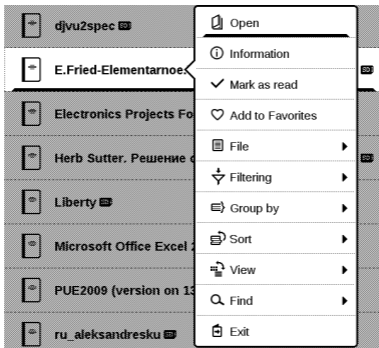 djvu2spec
Open
E.Fried-Elementarnoe
Information
Mark as read
Electronics Projects Fo
Add to Favorites
File
Herb Sutter. Решение
Filtering
Liberty
Group by
Sort
Microsoft Office Excel
View
PUE2009 (version on 13
Find
ru_aleksandresku
Exit